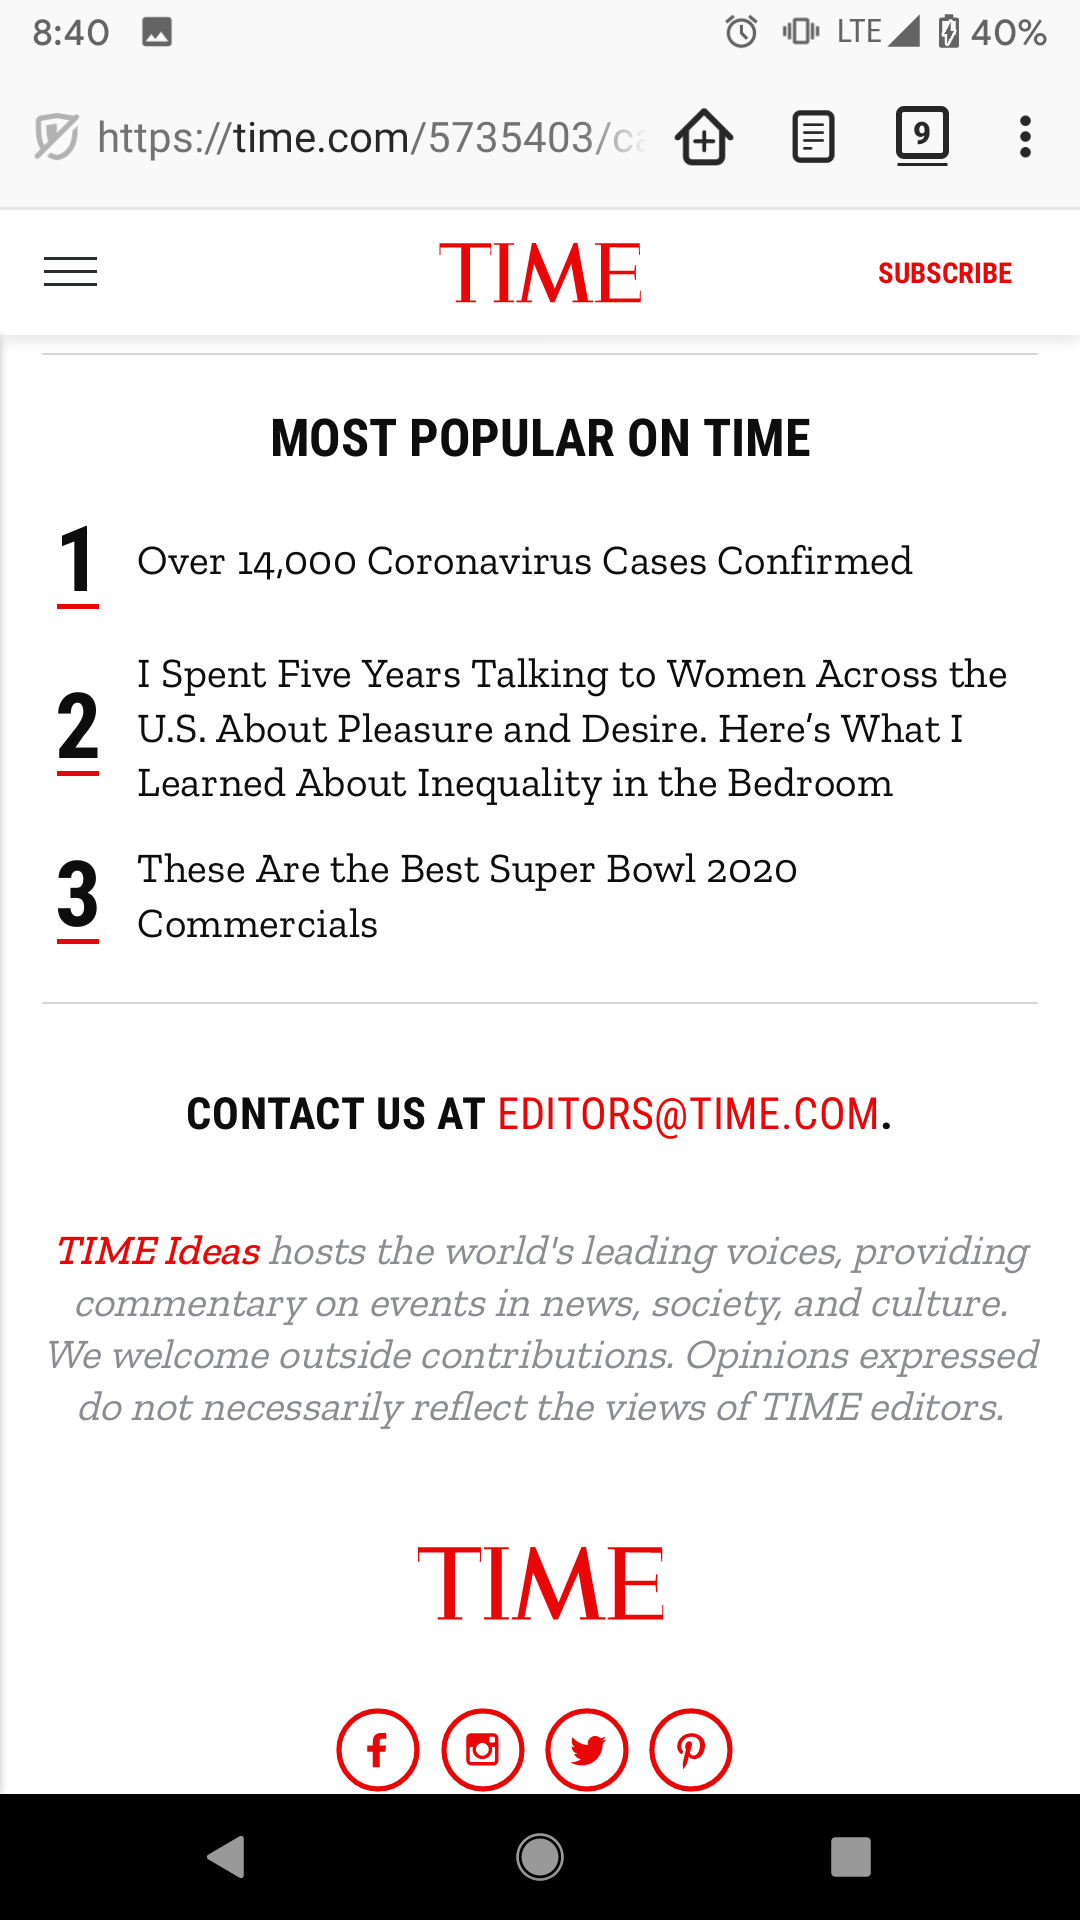 8:40 LTE 40%
https://time.com/5735403/ca 9
TIME SUBSCRIBE
MOST POPULAR ON TIME
1 Over 14,000 Coronavirus Cases Confirmed
2 I Spent Five Years Talking to Women Across the
U.S. About Pleasure and Desire. Here’s What I
Learned About Inequality in the Bedroom
3 These Are the Best Super Bowl 2020
Commercials
CONTACT US AT EDITORS@TIME.COM.
TIME Ideas hosts the world's leading voices, providing
commentary on events in news, society, and culture.
We welcome outside contributions. Opinions expressed
do not necessarily reflect the views of TIME editors.
TIME